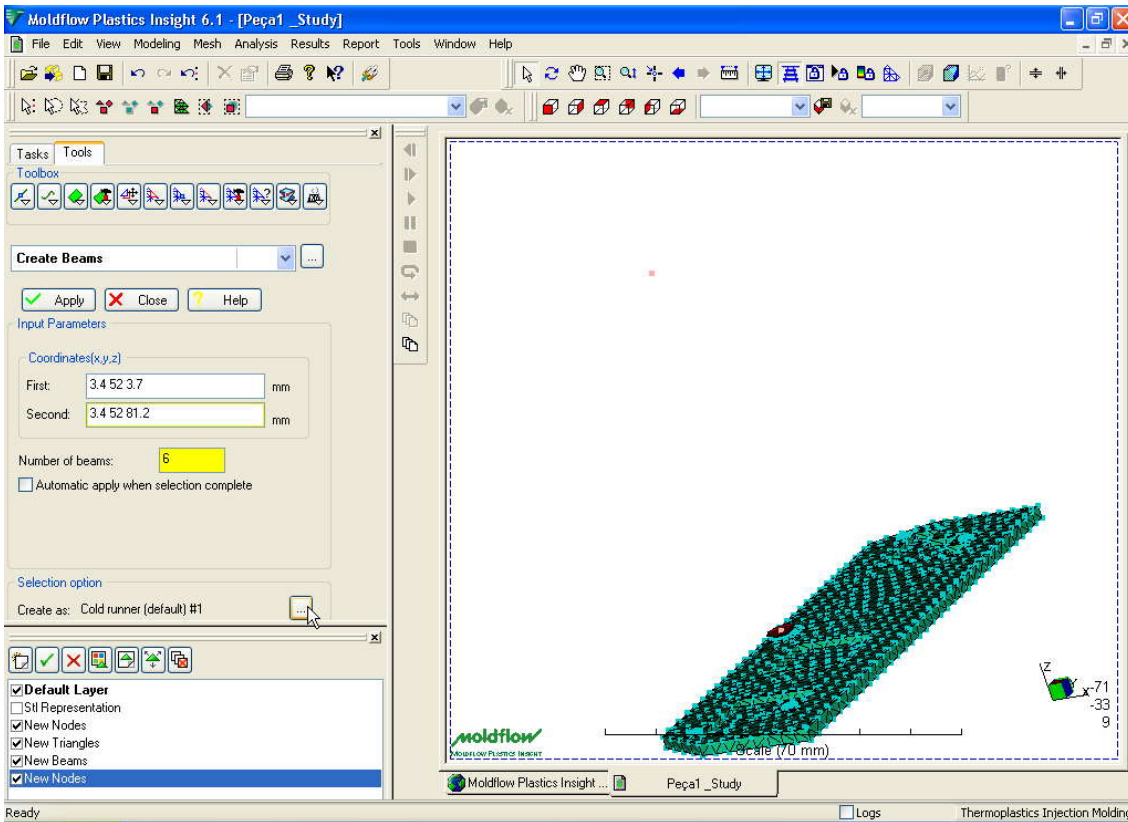 Moldflow Plastics Insight 6.1 - [Peça1 _Study]
File Edit View Modeling Mesh Analysis Results Report Tools Window Help
Tasks Tools
Toolbox
Create Beams
...
Apply Close ? Help
Input Parameters
Coordinates(x,y,z)
First: 3.4 52 3.7 mm
Second: 3.4 52 81.2 mm
Number of beams: 6
Automatic apply when selection complete
Selection option
Create as: Cold runner (default) #1 ...
Default Layer
Stl Representation
New Nodes
New Triangles
New Beams
New Nodes
Z
Y
X
-71
-33
9
moldflow
MOLDFLOW PLASTICS INSIGHT
Scale (70 mm)
Moldflow Plastics Insight ... Peça1 _Study
Ready Logs Thermoplastics Injection Molding